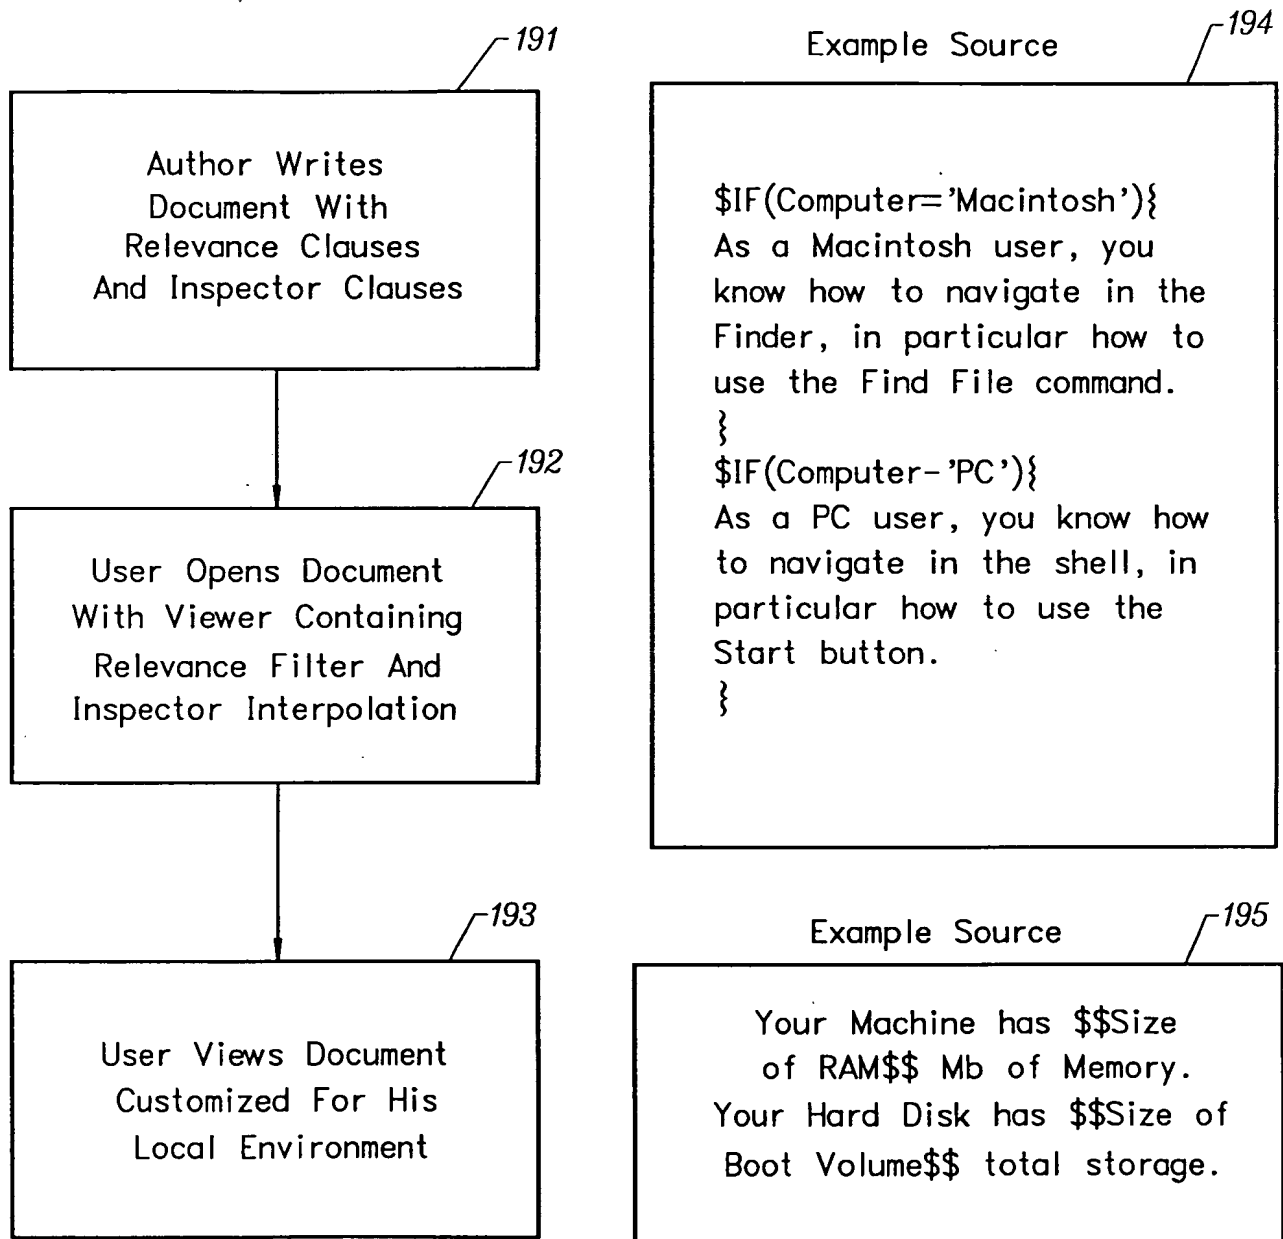 191
Author Writes
Document With
Relevance Clauses
And Inspector Clauses
192
User Opens Document
With Viewer Containing
Relevance Filter And
Inspector Interpolation
193
User Views Document
Customized For His
Local Environment
Example Source
194
$IF(Computer='Macintosh'){
As a Macintosh user, you
know how to navigate in the
Finder, in particular how to
use the Find File command.
}
$IF(Computer-'PC'){
As a PC user, you know how
to navigate in the shell, in
particular how to use the
Start button.
}
Example Source
195
Your Machine has $$Size
of RAM$$ Mb of Memory.
Your Hard Disk has $$Size of
Boot Volume$$ total storage.